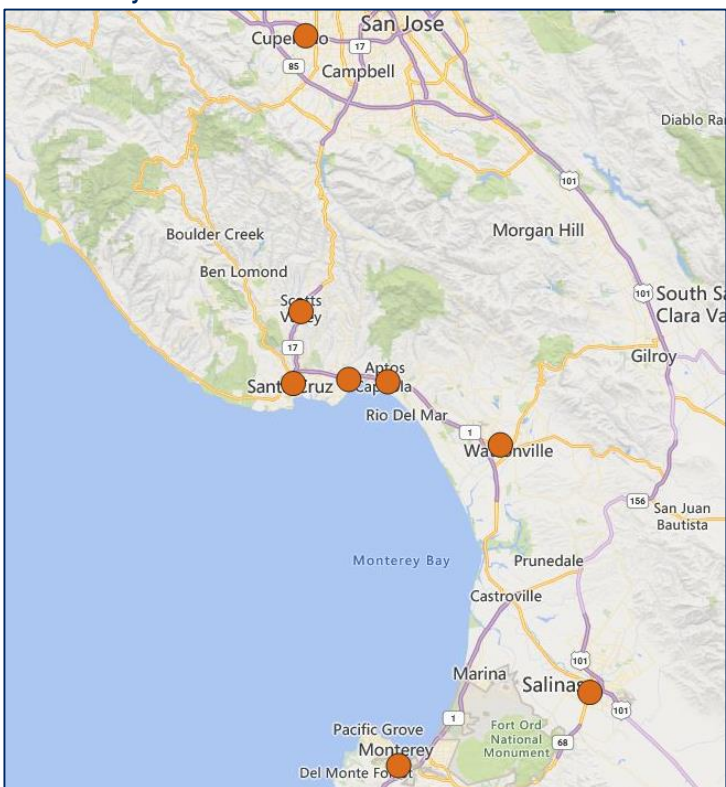 San Jose
Cupertino
17
85
Campbell
Diablo Ra
101
Boulder Creek
Morgan Hill
Ben Lomond
101
South Sa
Clara Va
Scotts
Valley
17
Gilroy
Aptos
Santa Cruz
Capitola
Rio Del Mar
1
Watsonville
156
San Juan
Bautista
Monterey Bay
Prunedale
Castroville
Marina
101
Salinas
101
1
Pacific Grove
Fort Ord
National
Monument
68
Monterey
Del Monte Forest